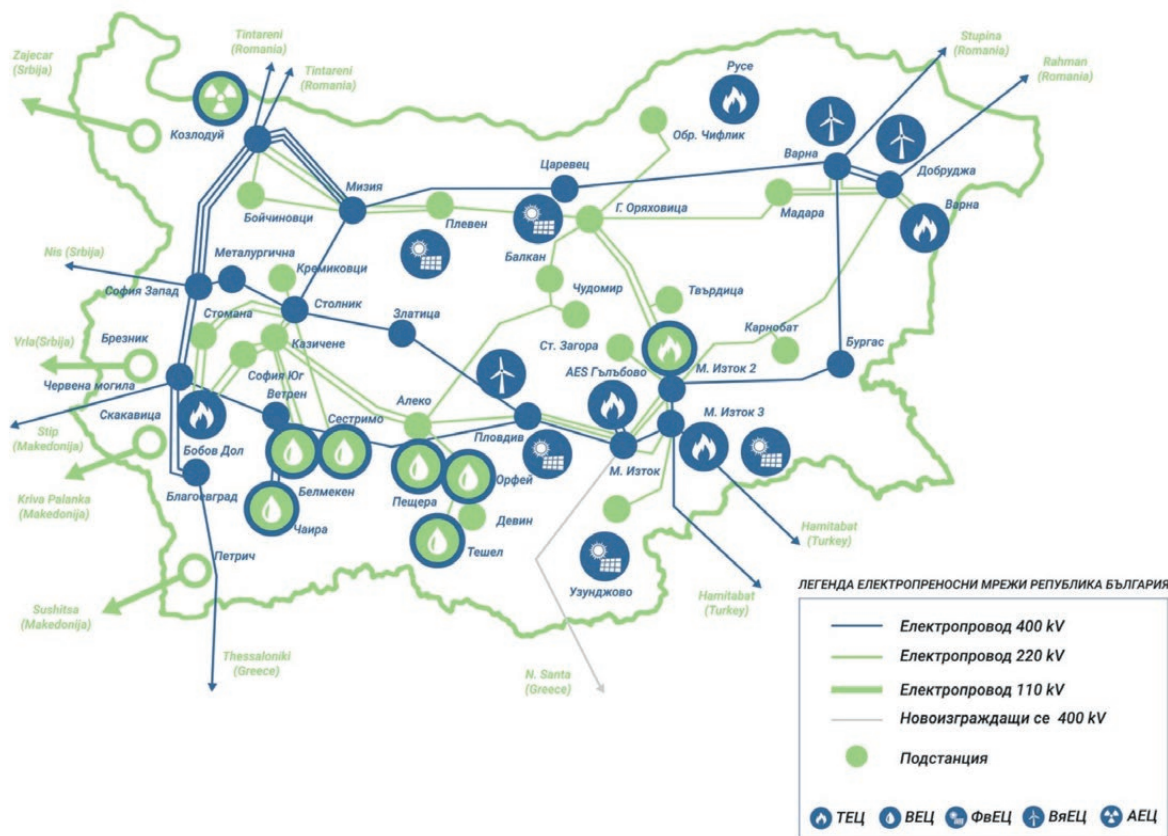 Tintareni
(Romania)
Zajecar
(Srbija)
Tintareni
(Romania)
Stupina
(Romania)
Rahman
(Romania)
Русе
Козлодуй
Обр. Чифлик
Варна
Добруджа
Царевец
Мизия
Бойчиновци
Плевен
Г. Оряховица
Мадара
Варна
Nis (Srbija)
Металургична
Кремиковци
Балкан
София Запад
Столник
Чудомир
Твърдица
Стомана
Златица
Карнобат
Vrla(Srbija)
Брезник
Казичене
Ст. Загора
Бургас
Червена могила
София Юг
AES Гълъбово
М. Изток 2
Скакавица
Ветрен
Сестримо
Алеко
Пловдив
М. Изток 3
Stip
(Makedonija)
Бобов Дол
М. Изток
Благоевград
Белмекен
Пещера
Орфей
Kriva Palanka
(Makedonija)
Чаира
Девин
Hamitabat
(Turkey)
Петрич
Тешел
Узунджово
Hamitabat
(Turkey)
Sushitsa
(Makedonija)
Thessaloniki
(Greece)
N. Santa
(Greece)
ЛЕГЕНДА ЕЛЕКТРОПРЕНОСНИ МРЕЖИ РЕПУБЛИКА БЪЛГАРИЯ
Електропровод 400 kV
Електропровод 220 kV
Електропровод 110 kV
Новоизграждащи се 400 kV
Подстанция
ТЕЦ ВЕЦ ФвЕЦ ВяЕЦ АЕЦ